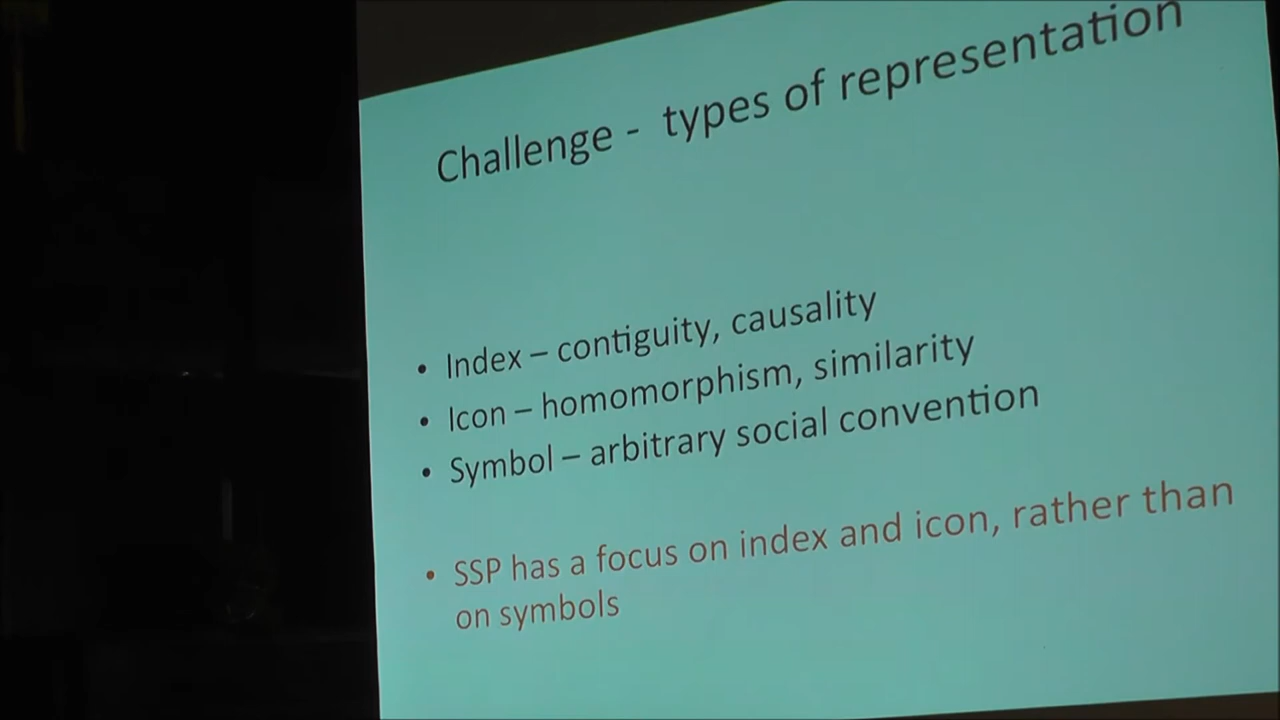 Challenge - types of representation
• Index – contiguity, causality
• Icon – homomorphism, similarity
• Symbol – arbitrary social convention
• SSP has a focus on index and icon, rather than
on symbols